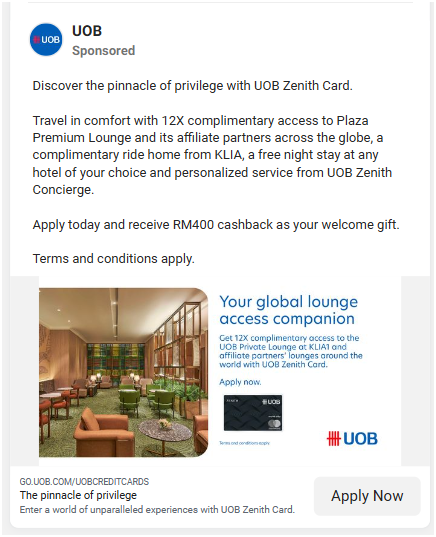 UOB
UOB
Sponsored
Discover the pinnacle of privilege with UOB Zenith Card.
Travel in comfort with 12X complimentary access to Plaza
Premium Lounge and its affiliate partners across the globe, a
complimentary ride home from KLIA, a free night stay at any
hotel of your choice and personalized service from UOB Zenith
Concierge.
Apply today and receive RM400 cashback as your welcome gift.
Terms and conditions apply.
Your global lounge
access companion
Get 12X complimentary access to the
UOB Private Lounge at KLIA1 and
affiliate partners' lounges around the
world with UOB Zenith Card.
Apply now.
ZENITH
UOB
Terms and conditions apply.
UOB
GO.UOB.COM/UOBCREDITCARDS
The pinnacle of privilege
Enter a world of unparalleled experiences with UOB Zenith Card.
Apply Now